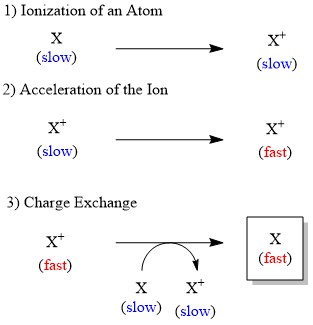 1) Ionization of an Atom
X X⁺
(slow) (slow)
2) Acceleration of the Ion
X⁺ X⁺
(slow) (fast)
3) Charge Exchange
X⁺ X
(fast) (fast)
X X⁺
(slow) (slow)